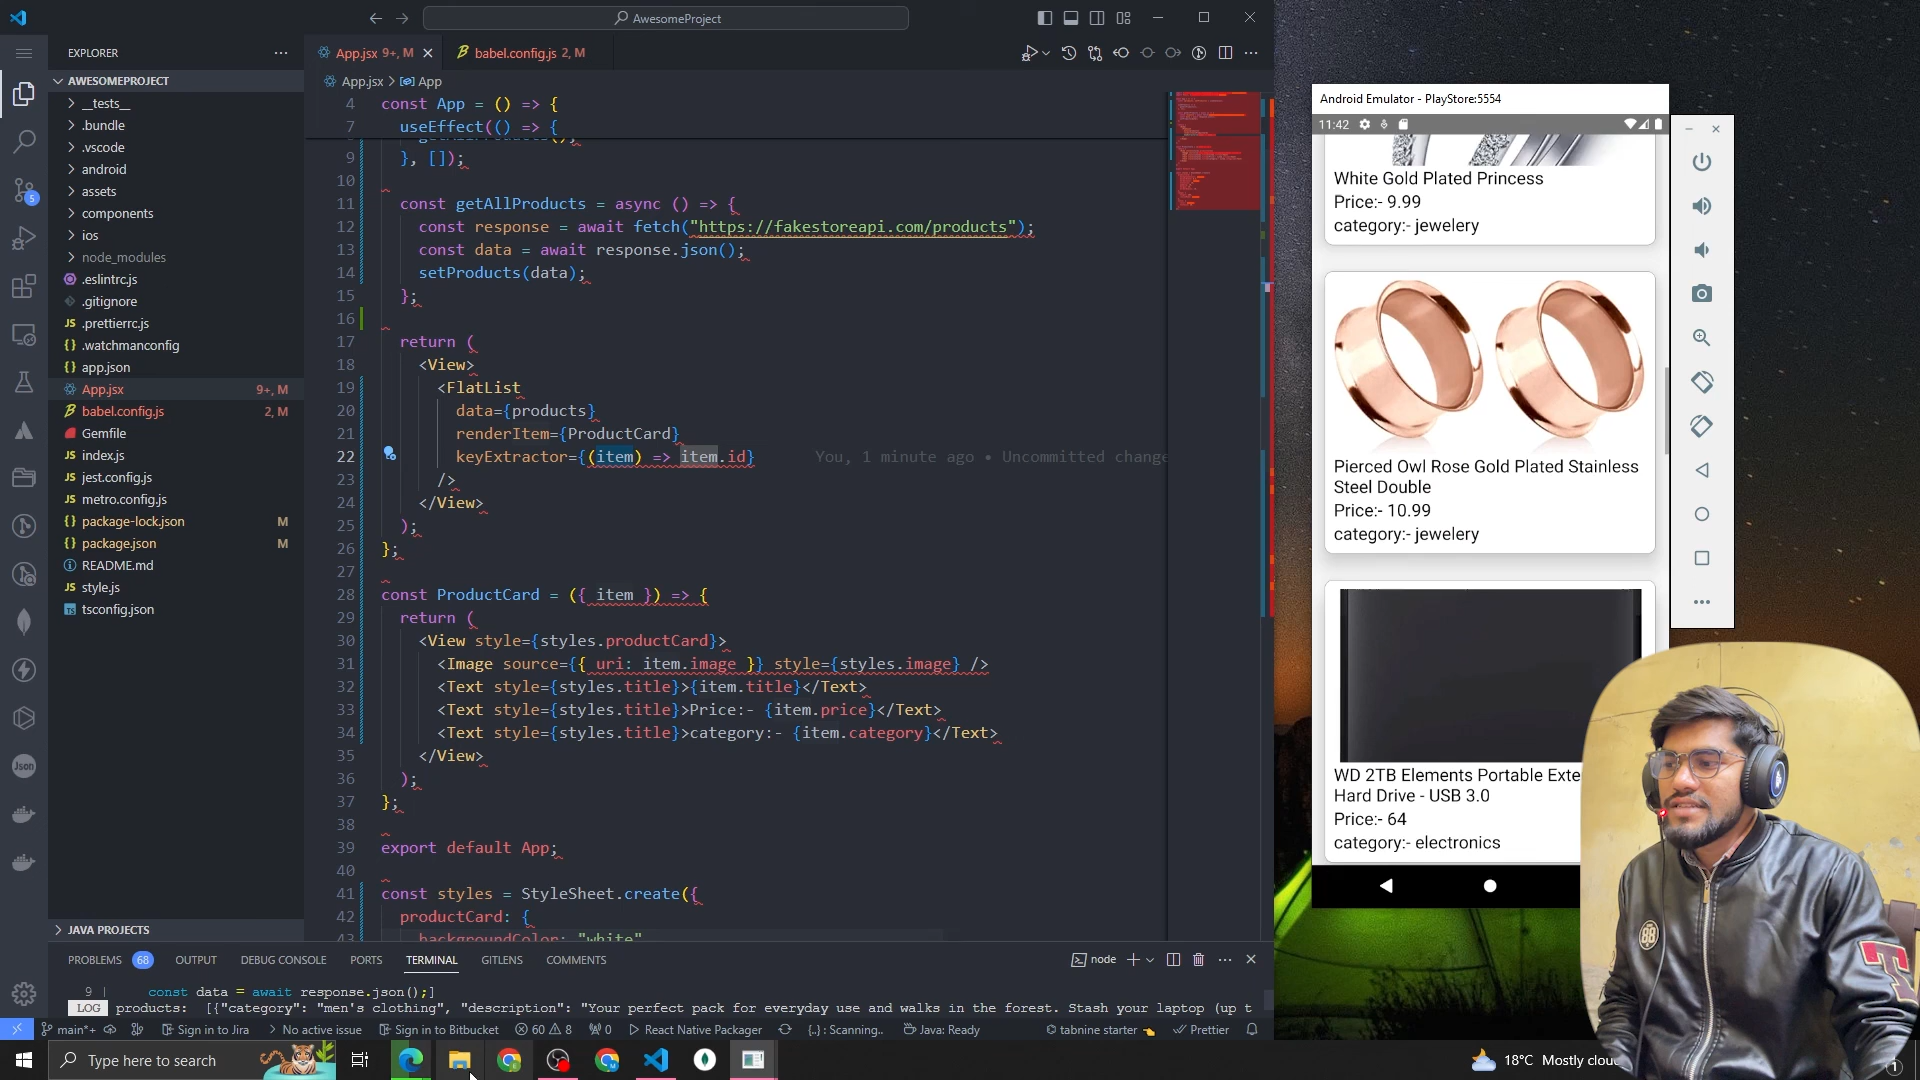 AwesomeProject
EXPLORER
App.jsx 9+, M
babel.config.js 2, M
AWESOMEPROJECT
App.jsx > App
__tests__
.bundle
.vscode
android
assets
components
ios
node_modules
.eslintrc.js
.gitignore
.prettierrc.js
.watchmanconfig
app.json
App.jsx 9+, M
babel.config.js 2, M
Gemfile
index.js
jest.config.js
metro.config.js
package-lock.json M
package.json M
README.md
style.js
tsconfig.json
JAVA PROJECTS
4 const App = () => {
7 useEffect(() => {
9 }, []);
10
11 const getAllProducts = async () => {
12 const response = await fetch("https://fakestoreapi.com/products");
13 const data = await response.json();
14 setProducts(data);
15 };
16
17 return (
18 <View>
19 <FlatList
20 data={products}
21 renderItem={ProductCard}
22 keyExtractor={(item) => item.id} You, 1 minute ago • Uncommitted change
23 />
24 </View>
25 );
26 };
27
28 const ProductCard = ({ item }) => {
29 return (
30 <View style={styles.productCard}>
31 <Image source={{ uri: item.image }} style={styles.image} />
32 <Text style={styles.title}>{item.title}</Text>
33 <Text style={styles.title}>Price:- {item.price}</Text>
34 <Text style={styles.title}>category:- {item.category}</Text>
35 </View>
36 );
37 };
38
39 export default App;
40
41 const styles = StyleSheet.create({
42 productCard: {
43 backgroundColor: "white"
PROBLEMS 68 OUTPUT DEBUG CONSOLE PORTS TERMINAL GITLENS COMMENTS
node
9 | const data = await response.json();]
LOG products: [{"category": "men's clothing", "description": "Your perfect pack for everyday use and walks in the forest. Stash your laptop (up t
main*+ Sign in to Jira > No active issue Sign in to Bitbucket 60 8 0 React Native Packager {..}: Scanning.. Java: Ready tabnine starter Prettier
Type here to search
18°C Mostly clou
1
5
Json
Android Emulator - PlayStore:5554
11:42
White Gold Plated Princess
Price:- 9.99
category:- jewelery
Pierced Owl Rose Gold Plated Stainless
Steel Double
Price:- 10.99
category:- jewelery
WD 2TB Elements Portable Exte
Hard Drive - USB 3.0
Price:- 64
category:- electronics
88